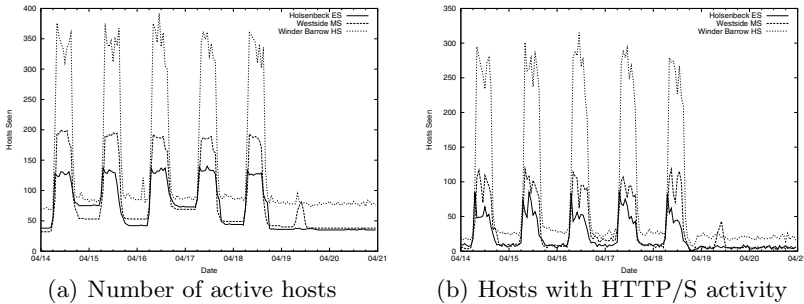 400
350
300
250
200
150
100
50
0
Hosts Seen
Holsenbeck ES
Westside MS
Winder Barrow HS
04/14 04/15 04/16 04/17 04/18 04/19 04/20 04/21
Date
(a) Number of active hosts
350
300
250
200
150
100
50
0
Hosts Seen
Holsenbeck ES
Westside MS
Winder Barrow HS
04/14 04/15 04/16 04/17 04/18 04/19 04/20 04/2
Date
(b) Hosts with HTTP/S activity